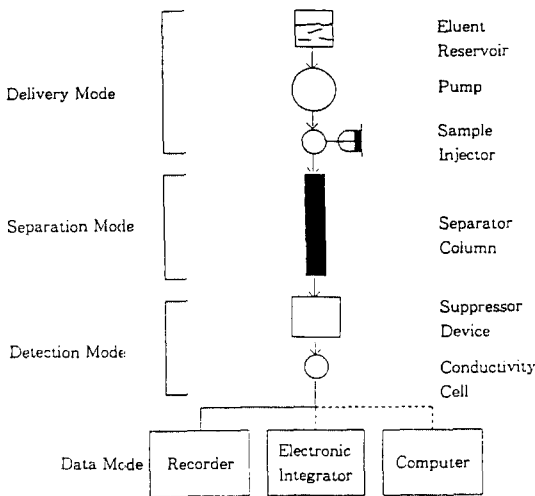 Eluent
Reservoir
Delivery Mode
Pump
Sample
Injector
Separation Mode
Separator
Column
Suppressor
Device
Detection Mode
Conductivity
Cell
Data Mode
Recorder
Electronic
Integrator
Computer